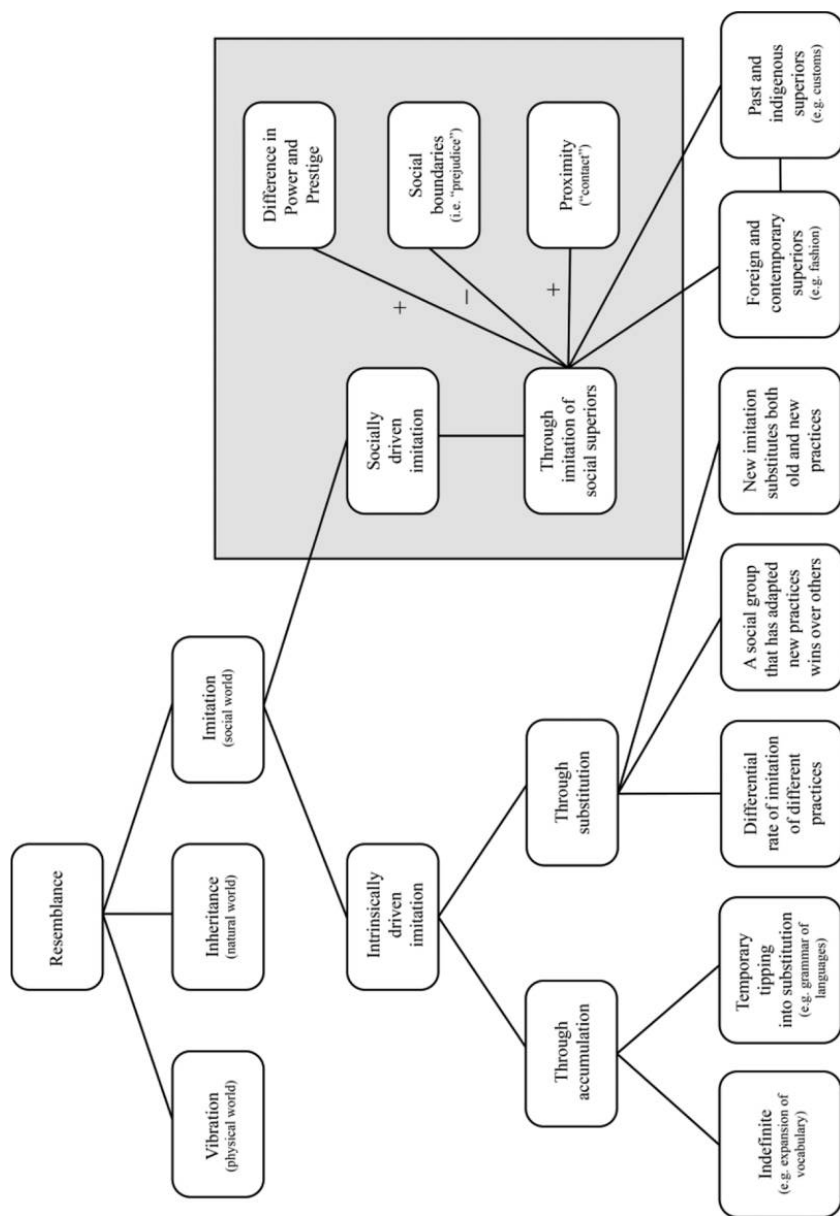 Resemblance
Vibration
(physical world)
Inheritance
(natural world)
Imitation
(social world)
Intrinsically
driven
imitation
Socially
driven
imitation
Difference in
Power and
Prestige
Social
boundaries
(i.e. "prejudice")
Proximity
("contact")
+
−
+
Through
accumulation
Through
substitution
Through
imitation of
social superiors
Indefinite
(e.g. expansion of
vocabulary)
Temporary
tipping
into substitution
(e.g. grammar of
languages)
Differential
rate of imitation
of different
practices
A social group
that has adapted
new practices
wins over others
New imitation
substitutes both
old and new
practices
Foreign and
contemporary
superiors
(e.g. fashion)
Past and
indigenous
superiors
(e.g. customs)